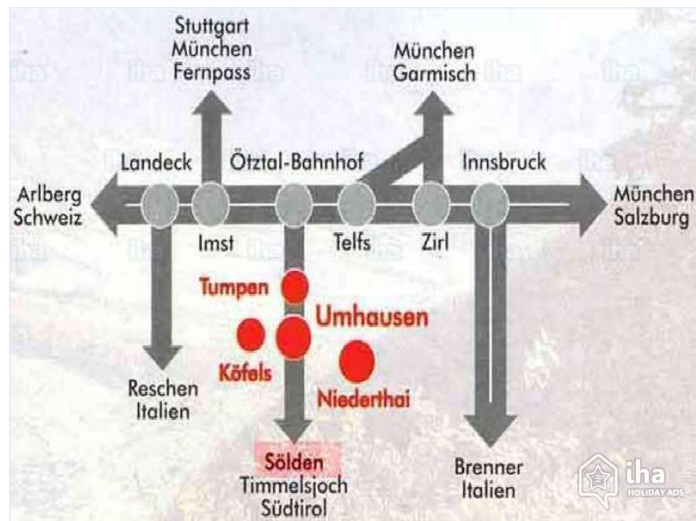 Stuttgart
München
Fernpass
München
Garmisch
Landeck
Ötztal-Bahnhof
Innsbruck
Arlberg
Schweiz
München
Salzburg
Imst
Telfs
Zirl
Tumpen
Umhausen
Köfels
Niederthai
Reschen
Italien
Sölden
Timmelsjoch
Südtirol
Brenner
Italien
iha
HOLIDAY ADS